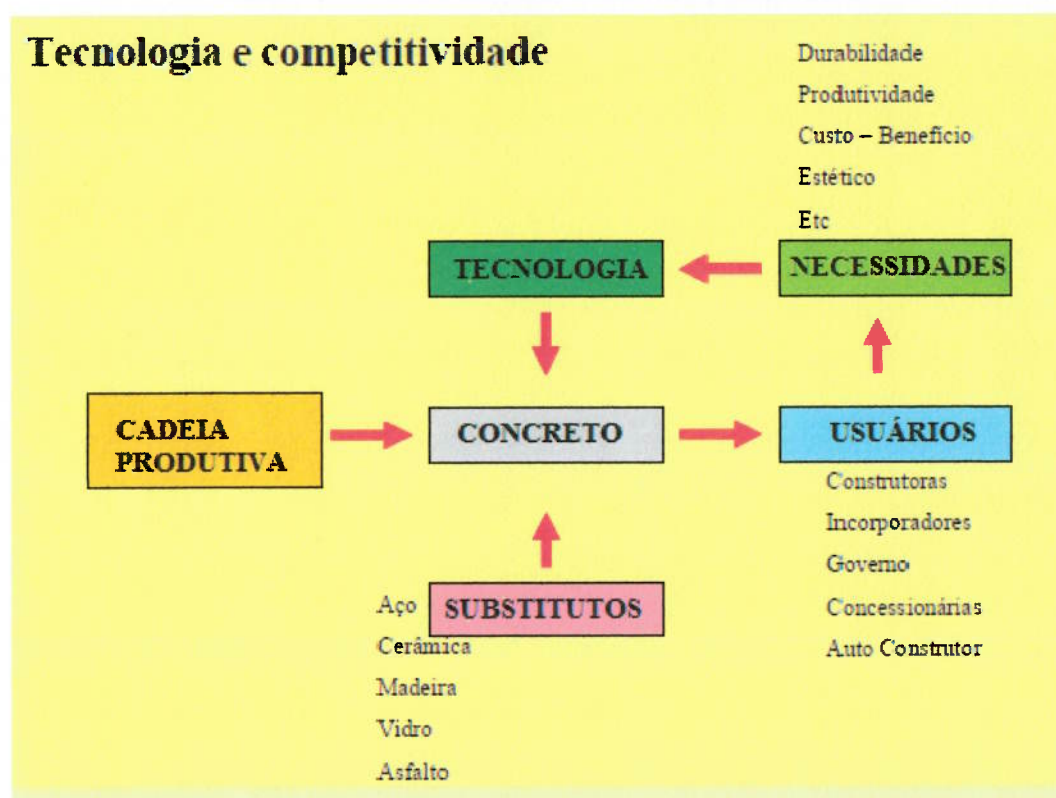 Tecnologia e competitividade
Durabilidade
Produtividade
Custo – Benefício
Estético
Etc
TECNOLOGIA
NECESSIDADES
CADEIA
PRODUTIVA
CONCRETO
USUÁRIOS
Construtoras
Incorporadores
Governo
Concessionárias
Auto Construtor
SUBSTITUTOS
Aço
Cerâmica
Madeira
Vidro
Asfalto